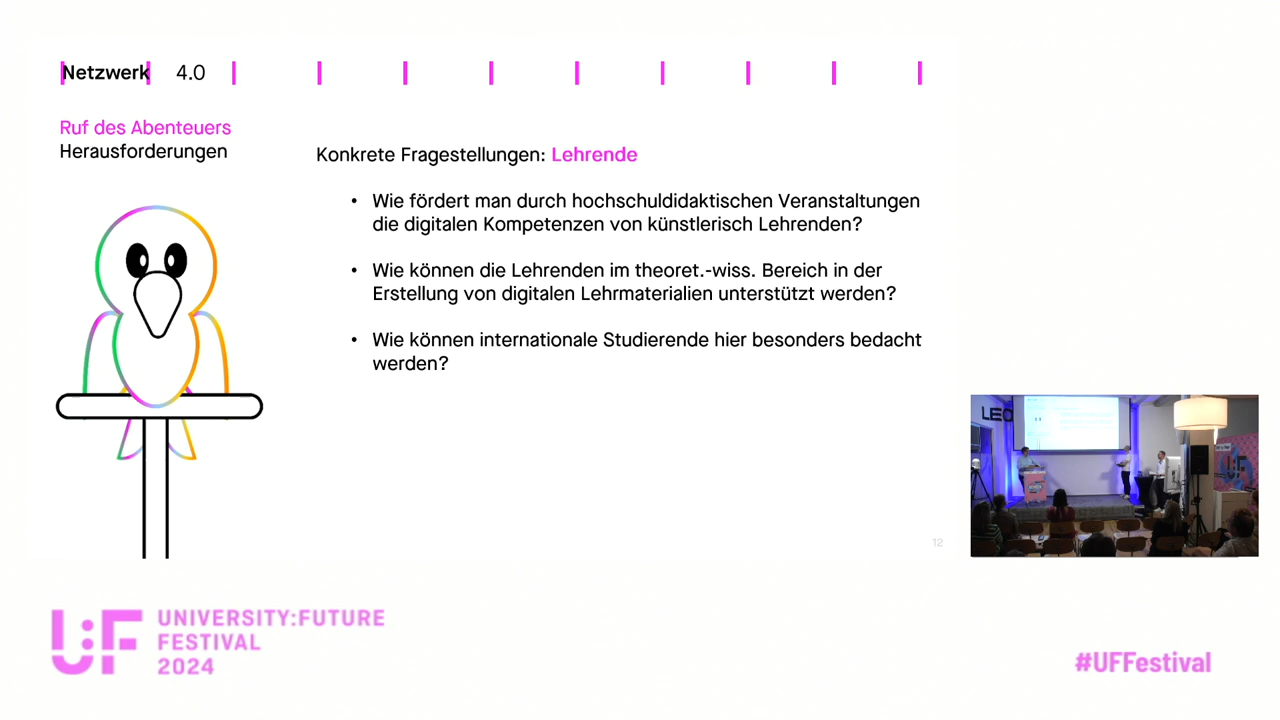 Netzwerk 4.0
Ruf des Abenteuers
Herausforderungen
Konkrete Fragestellungen: Lehrende
• Wie fördert man durch hochschuldidaktischen Veranstaltungen
die digitalen Kompetenzen von künstlerisch Lehrenden?
• Wie können die Lehrenden im theoret.-wiss. Bereich in der
Erstellung von digitalen Lehrmaterialien unterstützt werden?
• Wie können internationale Studierende hier besonders bedacht
werden?
12
U:F
UNIVERSITY:FUTURE
FESTIVAL
2024
#UFFestival